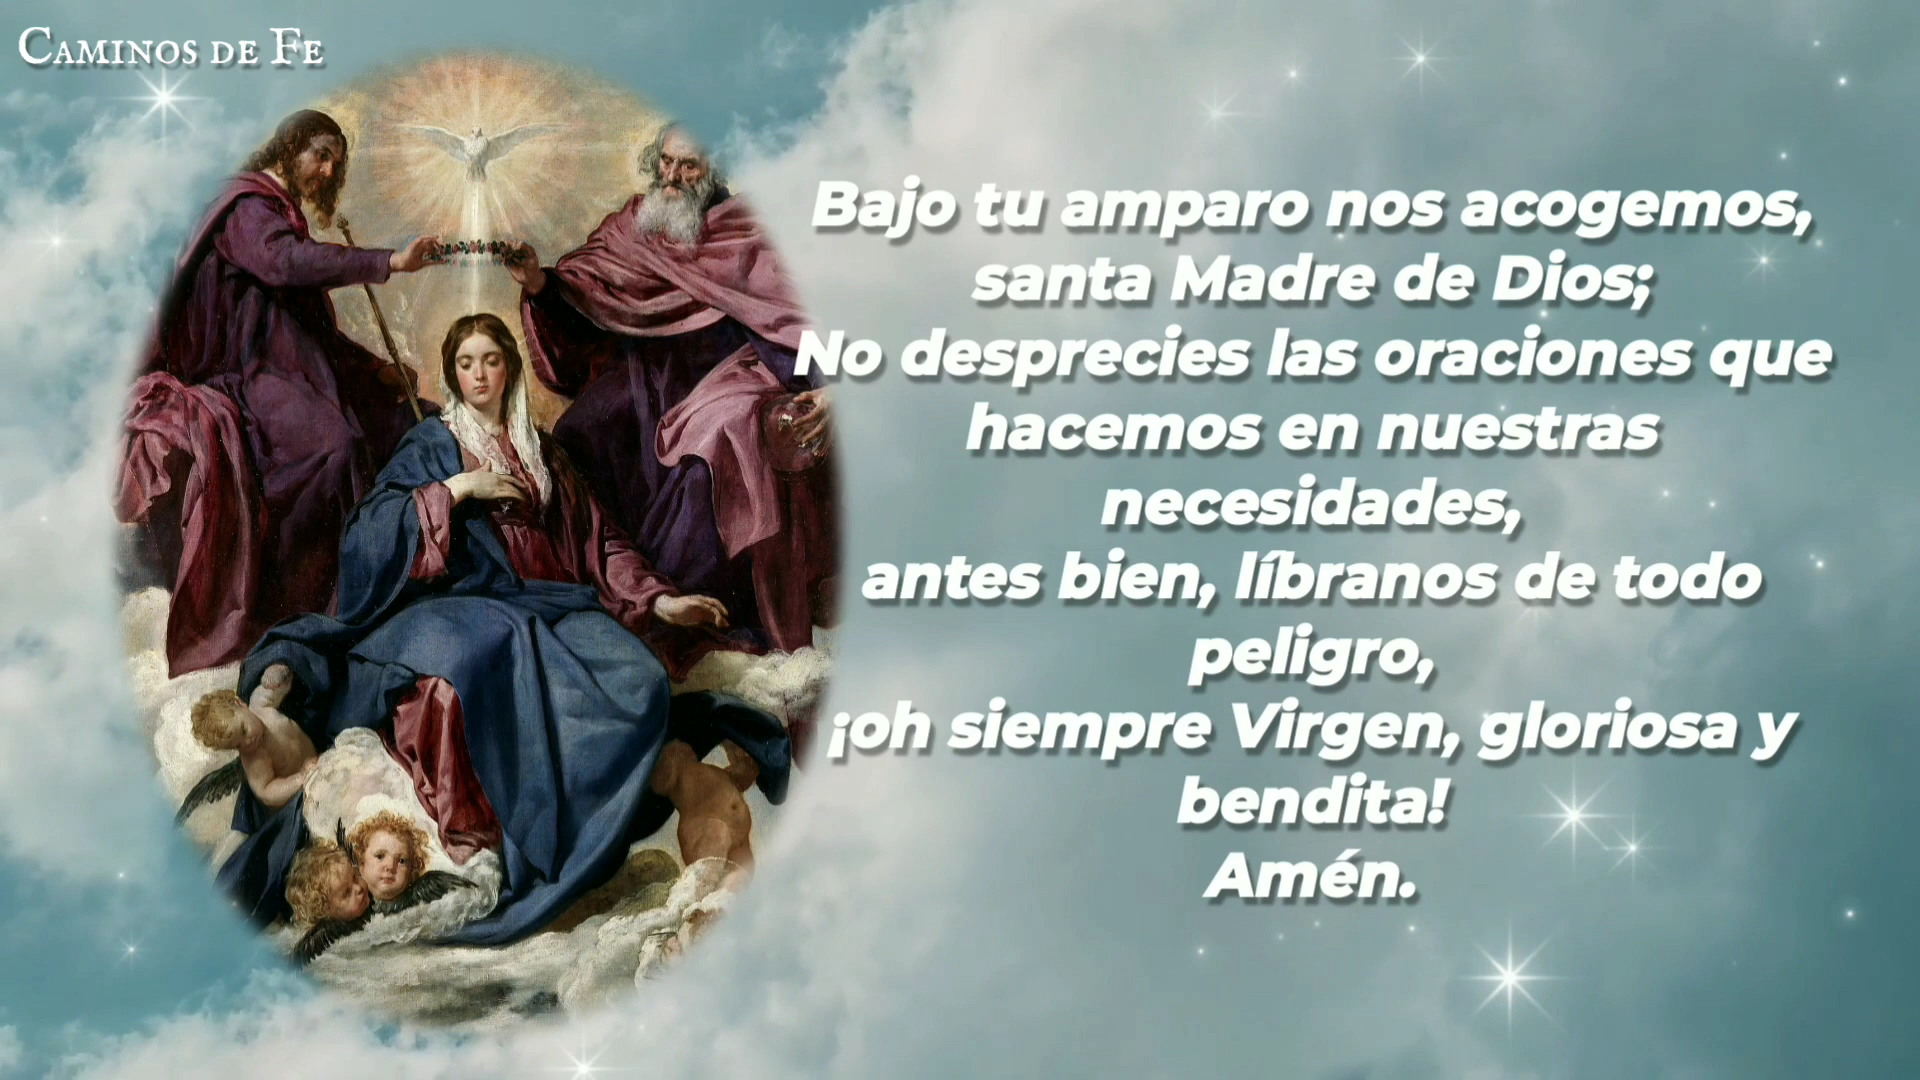 Caminos de Fe
Bajo tu amparo nos acogemos,
santa Madre de Dios;
No desprecies las oraciones que
hacemos en nuestras
necesidades,
antes bien, líbranos de todo
peligro,
¡oh siempre Virgen, gloriosa y
bendita!
Amén.